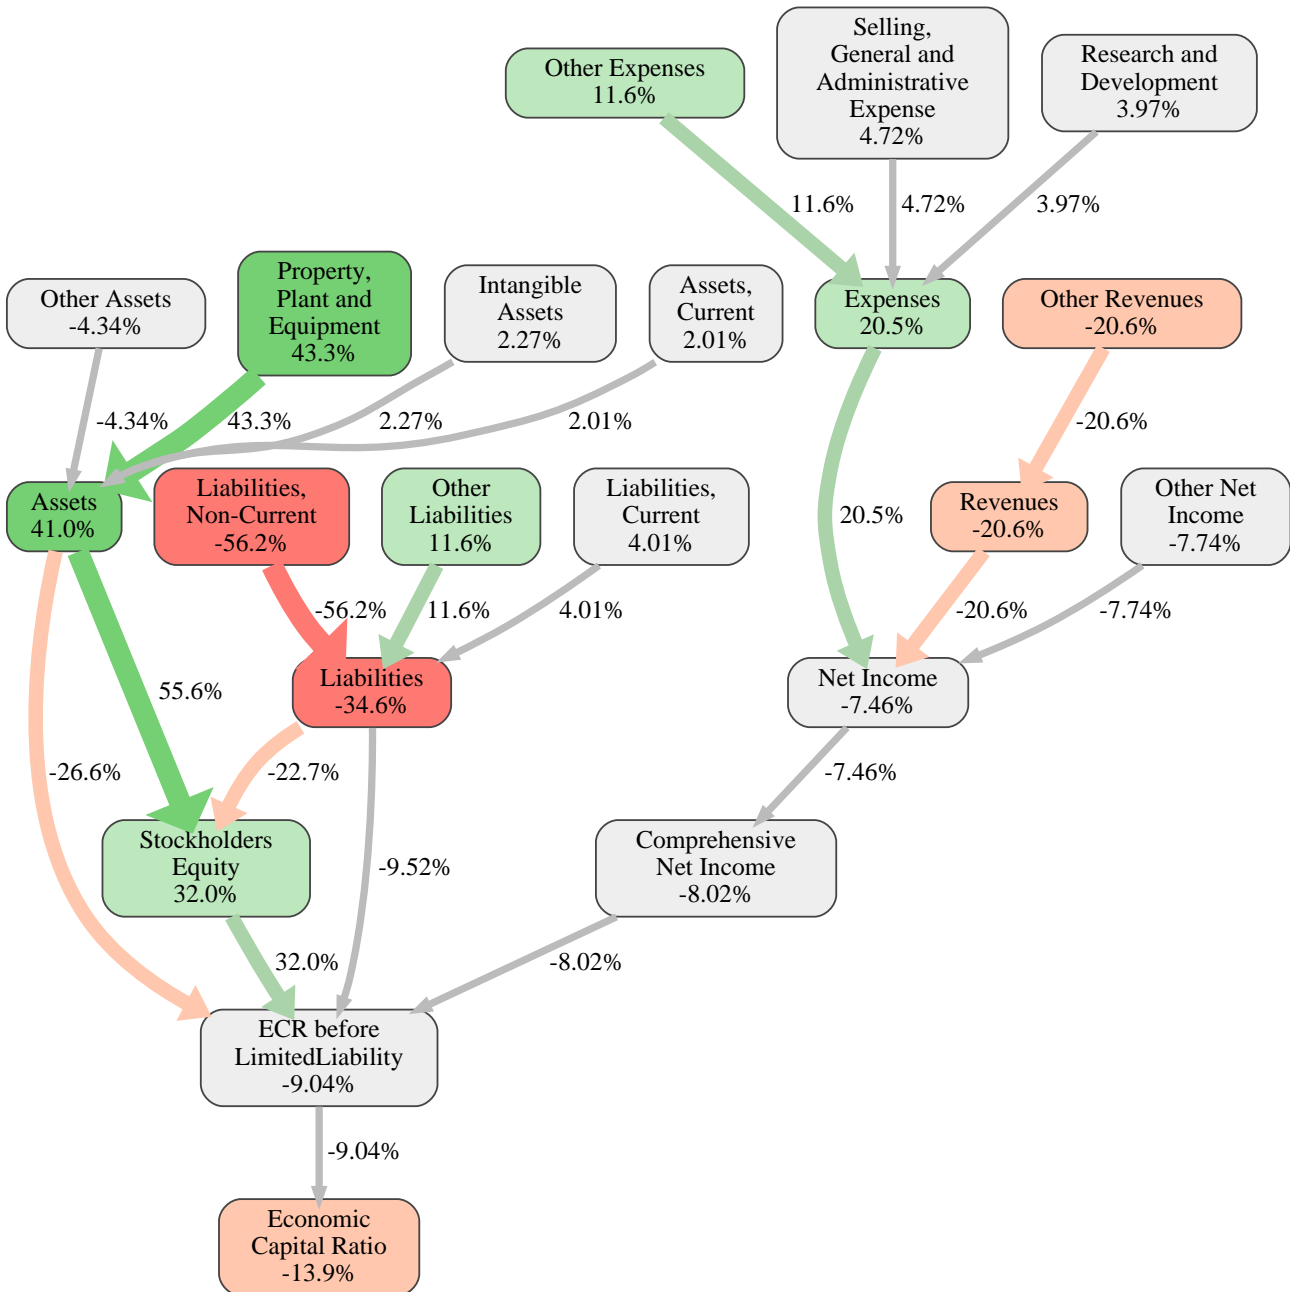 Selling,
General and
Administrative
Expense
4.72%
Other Expenses
11.6%
Research and
Development
3.97%
11.6%
4.72%
3.97%
Other Assets
-4.34%
Property,
Plant and
Equipment
43.3%
Intangible
Assets
2.27%
Assets,
Current
2.01%
Expenses
20.5%
Other Revenues
-20.6%
-4.34%
43.3%
2.27%
2.01%
-20.6%
Assets
41.0%
Liabilities,
Non-Current
-56.2%
Other
Liabilities
11.6%
Liabilities,
Current
4.01%
20.5%
Revenues
-20.6%
Other Net
Income
-7.74%
-56.2%
11.6%
4.01%
-20.6%
-7.74%
55.6%
Liabilities
-34.6%
Net Income
-7.46%
-26.6%
-22.7%
-7.46%
Stockholders
Equity
32.0%
-9.52%
Comprehensive
Net Income
-8.02%
32.0%
-8.02%
ECR before
LimitedLiability
-9.04%
-9.04%
Economic
Capital Ratio
-13.9%